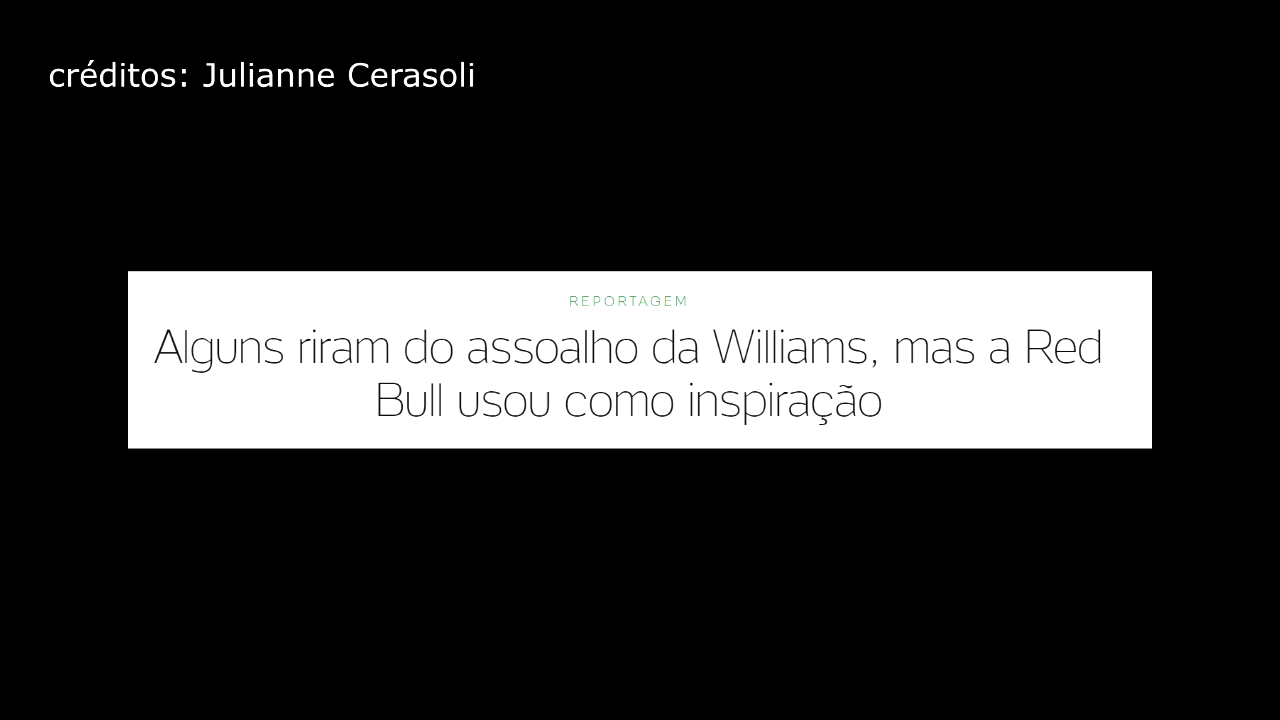 créditos: Julianne Cerasoli
REPORTAGEM
Alguns riram do assoalho da Williams, mas a Red
Bull usou como inspiração